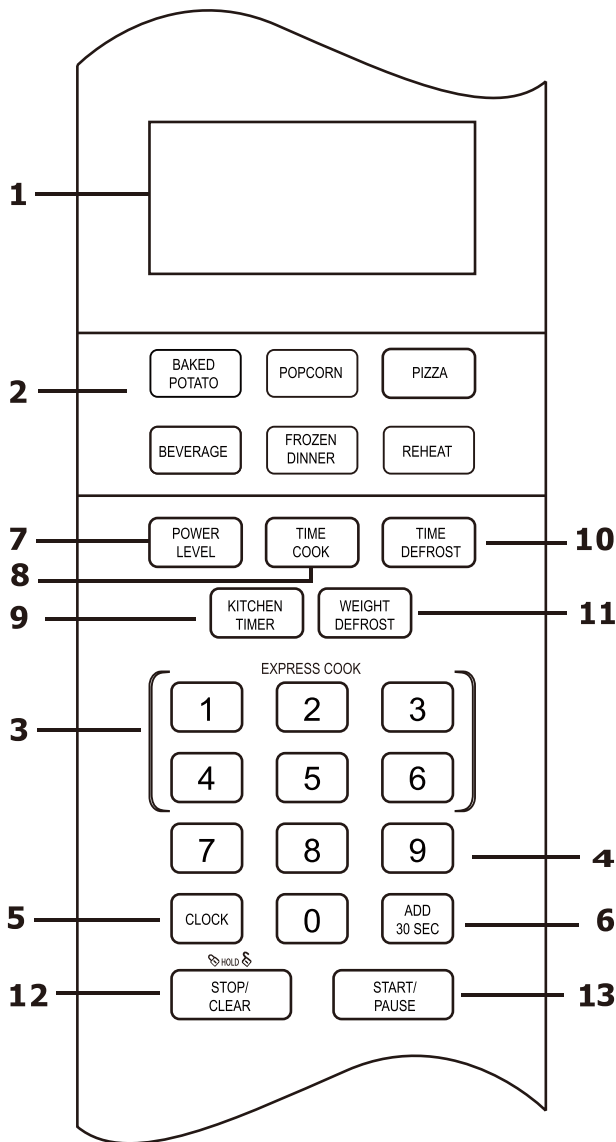 1
BAKED
POTATO
POPCORN
PIZZA
2
BEVERAGE
FROZEN
DINNER
REHEAT
7
POWER
LEVEL
TIME
COOK
TIME
DEFROST
10
8
9
KITCHEN
TIMER
WEIGHT
DEFROST
11
EXPRESS COOK
3
1
2
3
4
5
6
7
8
9
4
5
CLOCK
0
ADD
30 SEC
6
HOLD
12
STOP/
CLEAR
START/
PAUSE
13